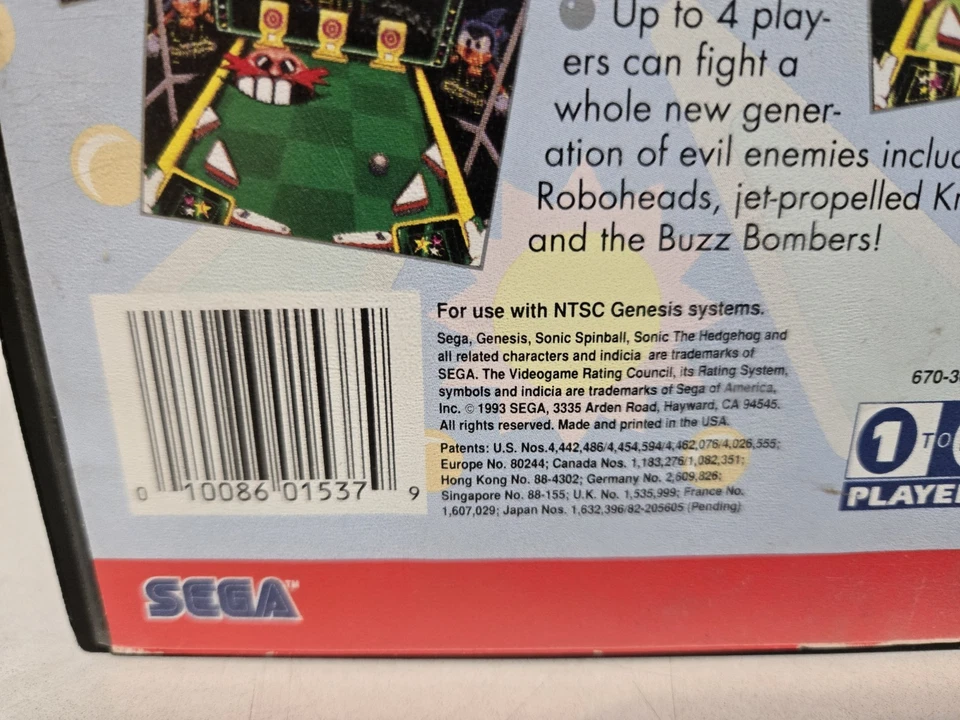 Up to 4 play-
ers can fight a
whole new gener-
ation of evil enemies
Roboheads, jet-propelled
and the Buzz Bombers!
For use with NTSC Genesis systems.
Sega, Genesis, Sonic Spinball, Sonic The Hedgehog and
all related characters and indicia are trademarks of
SEGA. The Videogame Rating Council, its Rating System,
symbols and indicia are trademarks of Sega of America,
Inc. © 1993 SEGA, 3335 Arden Road, Hayward, CA 94545.
All rights reserved. Made and printed in the USA.
Patents: U.S. Nos.4,442,486/4,454,594/4,462,076/4,026,555;
Europe No. 80244; Canada Nos. 1,183,276/1,082,351;
Hong Kong No. 88-4302; Germany No. 2,609,826;
Singapore No. 88-155; U.K. No. 1,535,999; France No.
1,607,029; Japan Nos. 1,632,396/82-205605 (Pending)
0 10086 01537 9
1 TO
PLAYE
SEGA™